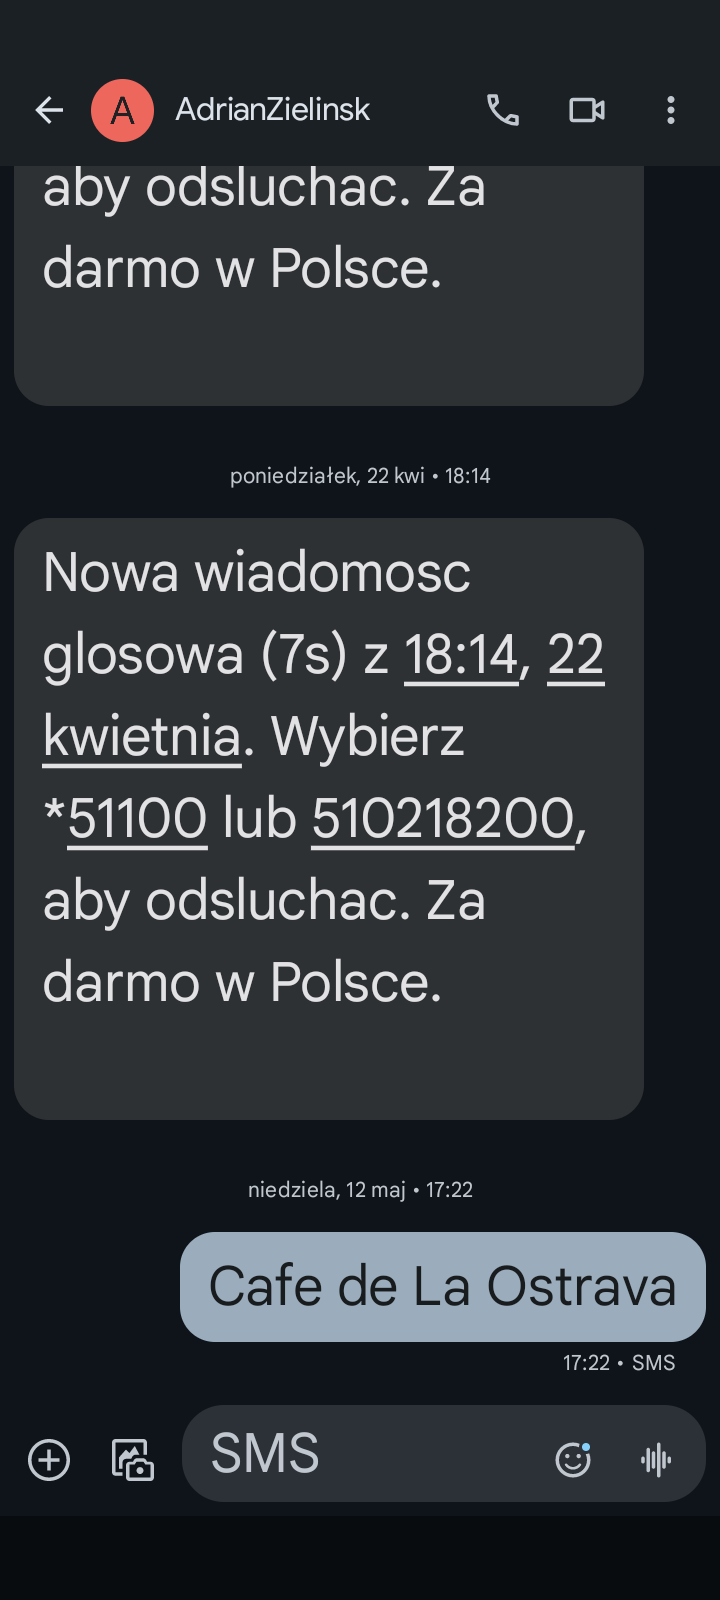 A AdrianZielinsk
aby odsluchac. Za
darmo w Polsce.
poniedziałek, 22 kwi • 18:14
Nowa wiadomosc
glosowa (7s) z 18:14, 22
kwietnia. Wybierz
*51100 lub 510218200,
aby odsluchac. Za
darmo w Polsce.
niedziela, 12 maj • 17:22
Cafe de La Ostrava
17:22 • SMS
SMS